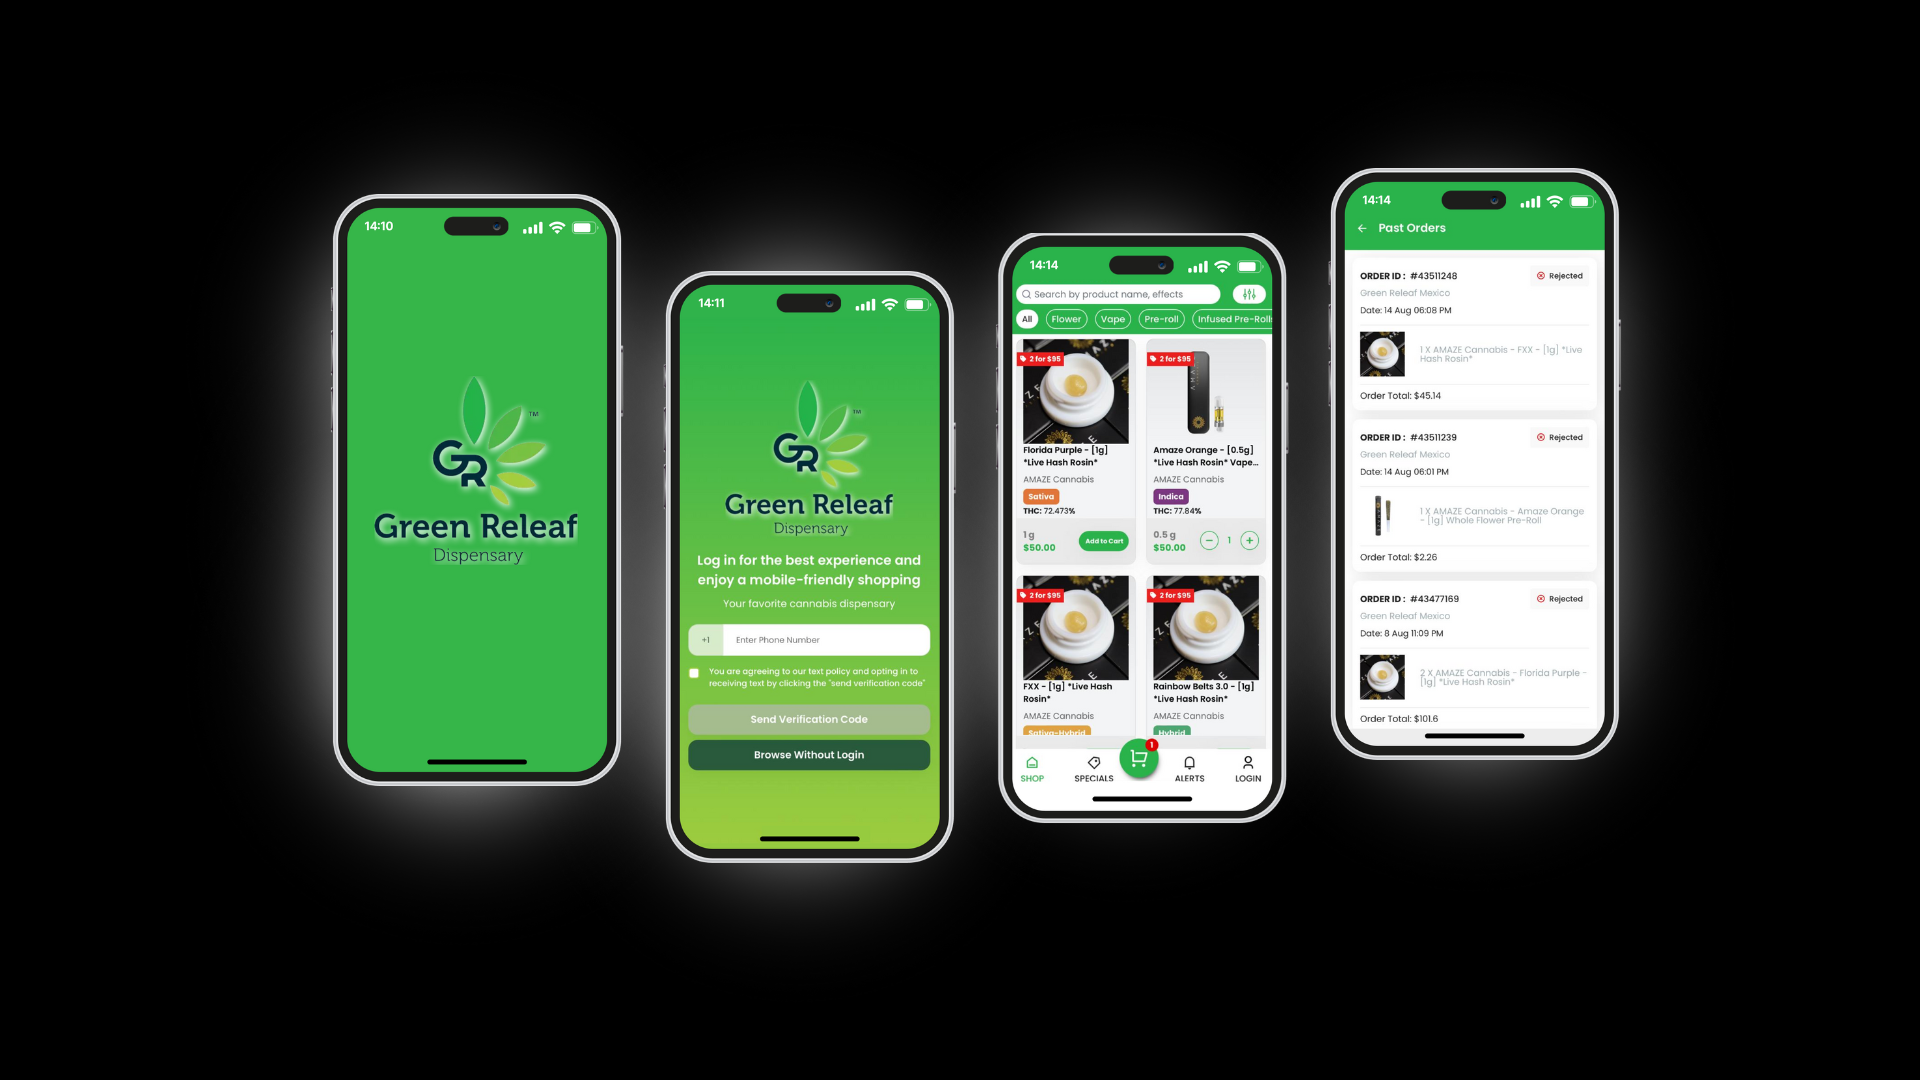 14:10
GR
TM
Green Releaf
Dispensary
14:11
GR
TM
Green Releaf
Dispensary
Log in for the best experience and
enjoy a mobile-friendly shopping
Your favorite cannabis dispensary
+1 Enter Phone Number
You are agreeing to our text policy and opting in to
receiving text by clicking the "send verification code"
Send Verification Code
Browse Without Login
14:14
Search by product name, effects
All Flower Vape Pre-roll Infused Pre-Rolls
2 for $95
Florida Purple - [1g]
*Live Hash Rosin*
AMAZE Cannabis
Sativa
THC: 72.473%
1 g
$50.00
Add to Cart
2 for $95
AMAZE
Amaze Orange - [0.5g]
*Live Hash Rosin* Vape...
AMAZE Cannabis
Indica
THC: 77.84%
0.5 g
$50.00
− 1 +
2 for $95
FXX - [1g] *Live Hash
Rosin*
AMAZE Cannabis
Sativa-Hybrid
2 for $95
Rainbow Belts 3.0 - [1g]
*Live Hash Rosin*
AMAZE Cannabis
Hybrid
1
SHOP SPECIALS ALERTS LOGIN
14:14
Past Orders
ORDER ID : #43511248 Rejected
Green Releaf Mexico
Date: 14 Aug 06:08 PM
1 X AMAZE Cannabis - FXX - [1g] *Live
Hash Rosin*
Order Total: $45.14
ORDER ID : #43511239 Rejected
Green Releaf Mexico
Date: 14 Aug 06:01 PM
1 X AMAZE Cannabis - Amaze Orange
- [1g] Whole Flower Pre-Roll
Order Total: $2.26
ORDER ID : #43477169 Rejected
Green Releaf Mexico
Date: 8 Aug 11:09 PM
2 X AMAZE Cannabis - Florida Purple -
[1g] *Live Hash Rosin*
Order Total: $101.6